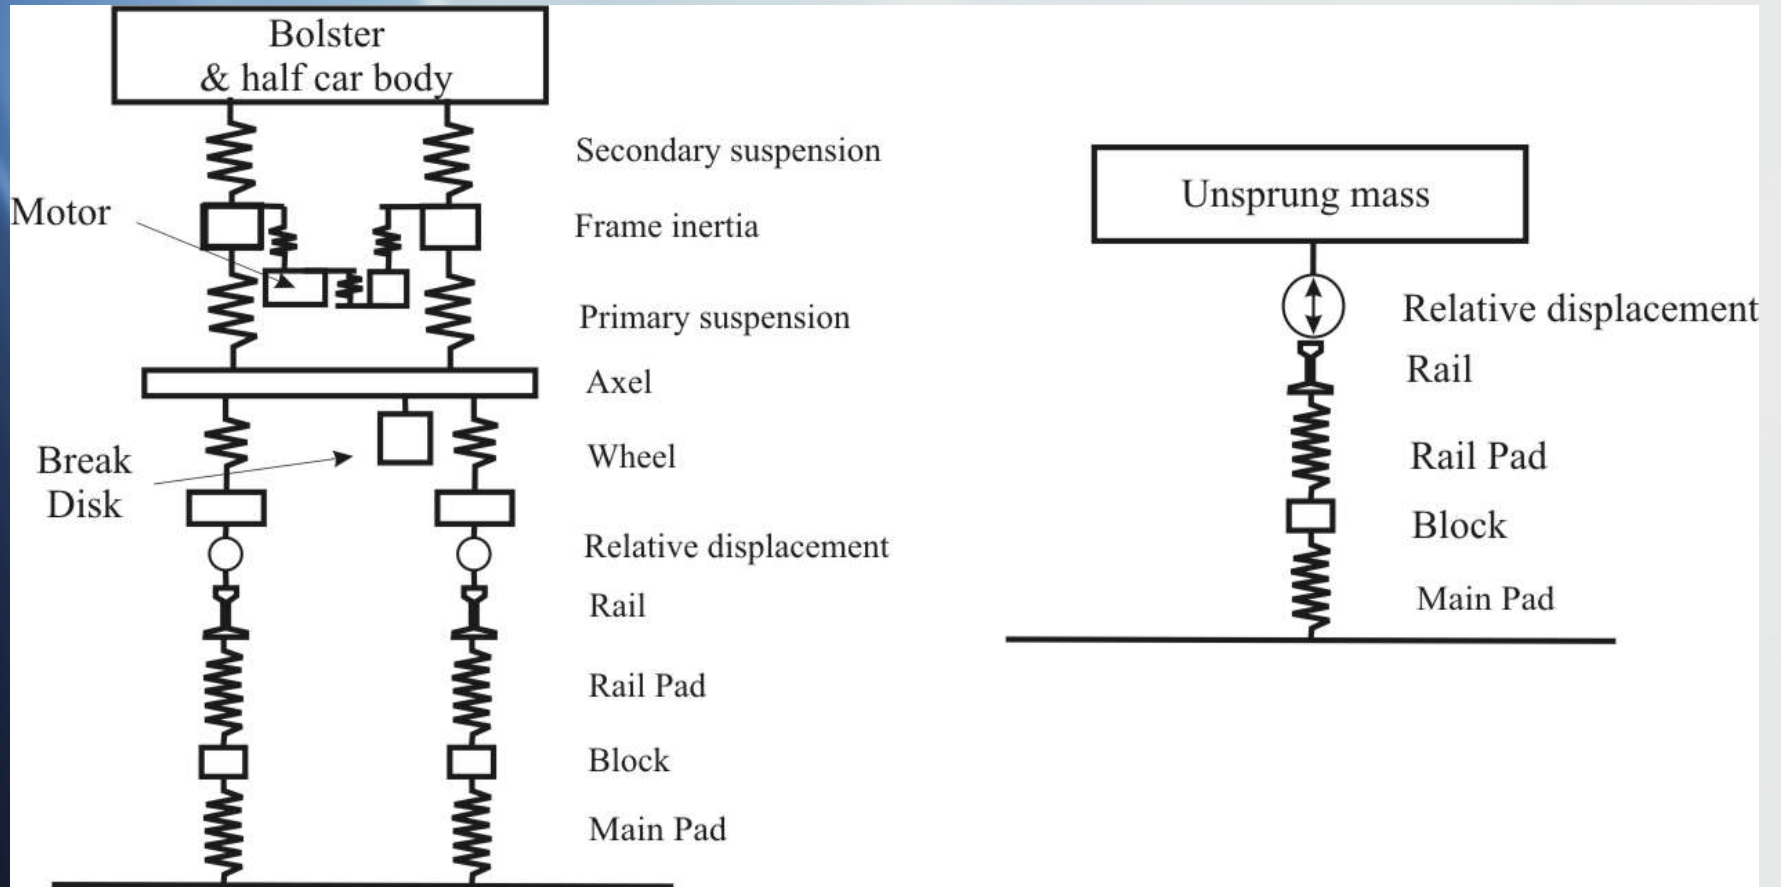 Bolster
& half car body
Secondary suspension
Motor
Frame inertia
Primary suspension
Axel
Break
Disk
Wheel
Relative displacement
Rail
Rail Pad
Block
Main Pad
Unsprung mass
Relative displacement
Rail
Rail Pad
Block
Main Pad